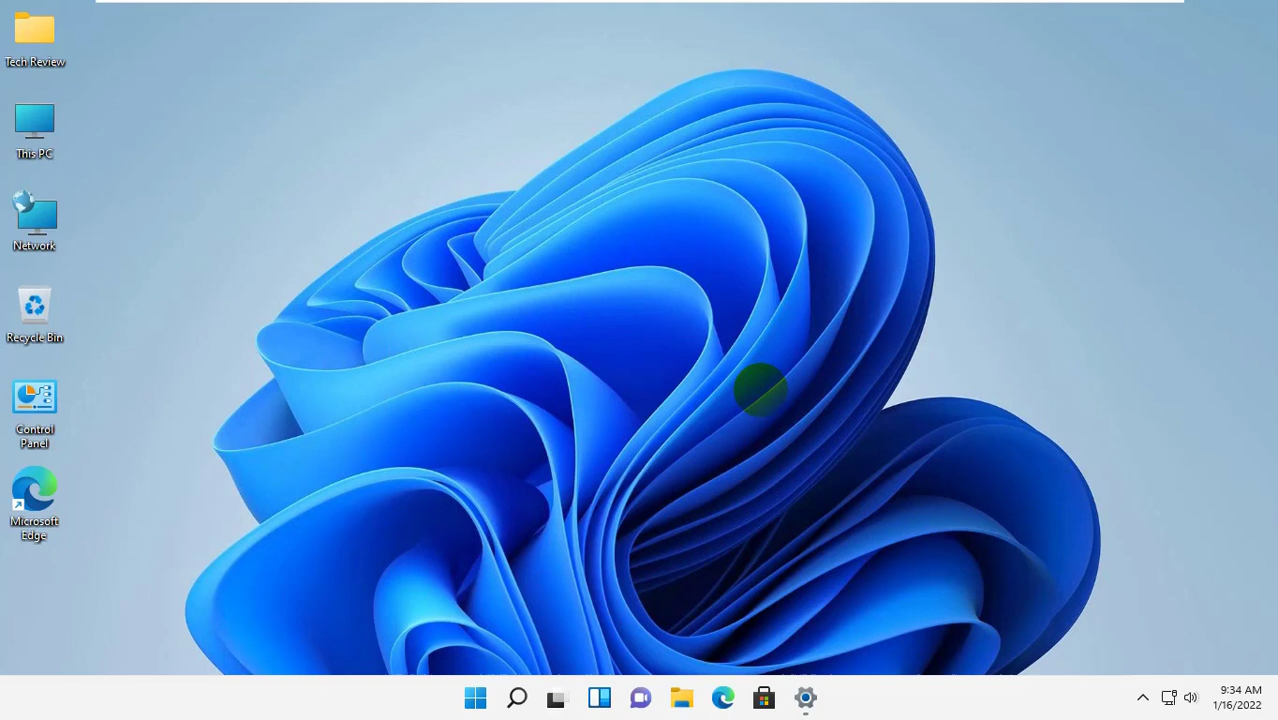 Tech Review
This PC
Network
Recycle Bin
Control
Panel
Microsoft
Edge
9:34 AM
1/16/2022